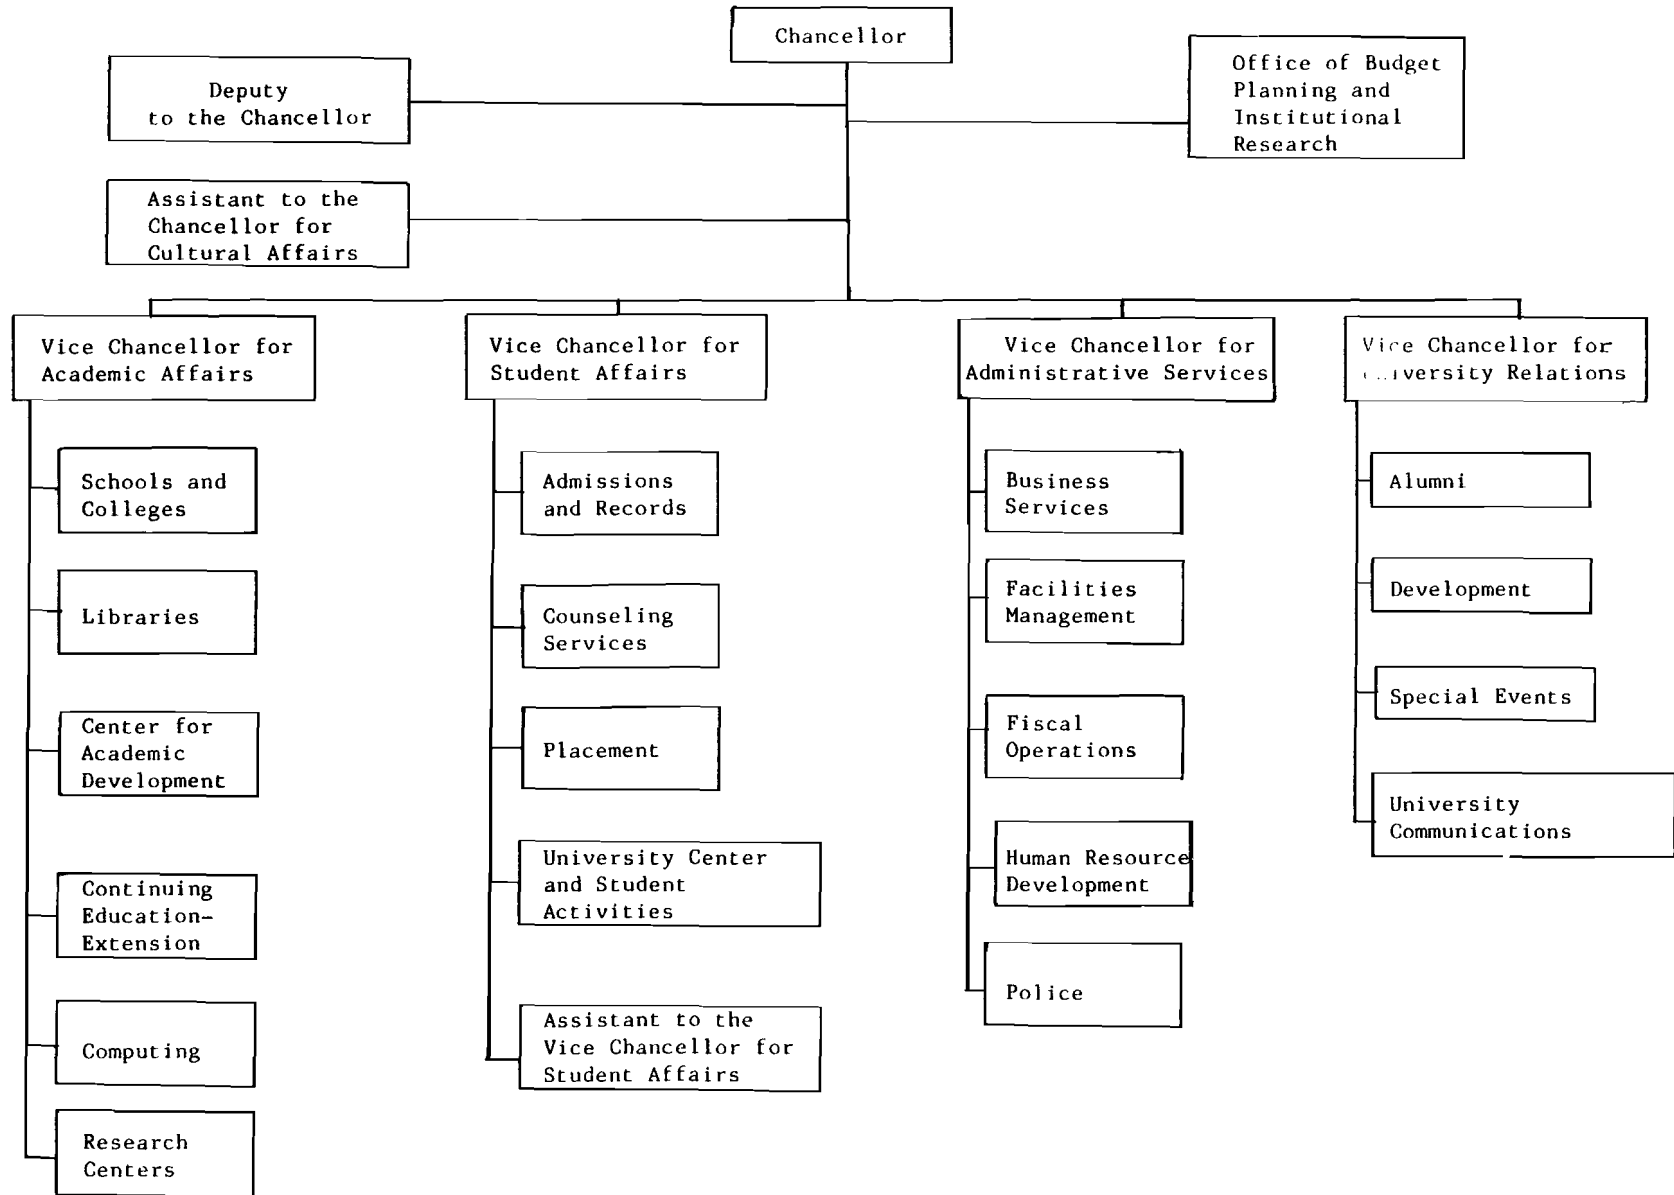 Chancellor
Deputy
to the Chancellor
Office of Budget
Planning and
Institutional
Research
Assistant to the
Chancellor for
Cultural Affairs
Vice Chancellor for
Academic Affairs
Schools and
Colleges
Libraries
Center for
Academic
Development
Continuing
Education-
Extension
Computing
Research
Centers
Vice Chancellor for
Student Affairs
Admissions
and Records
Counseling
Services
Placement
University Center
and Student
Activities
Assistant to the
Vice Chancellor for
Student Affairs
Vice Chancellor for
Administrative Services
Business
Services
Facilities
Management
Fiscal
Operations
Human Resource
Development
Police
Vice Chancellor for
University Relations
Alumni
Development
Special Events
University
Communications